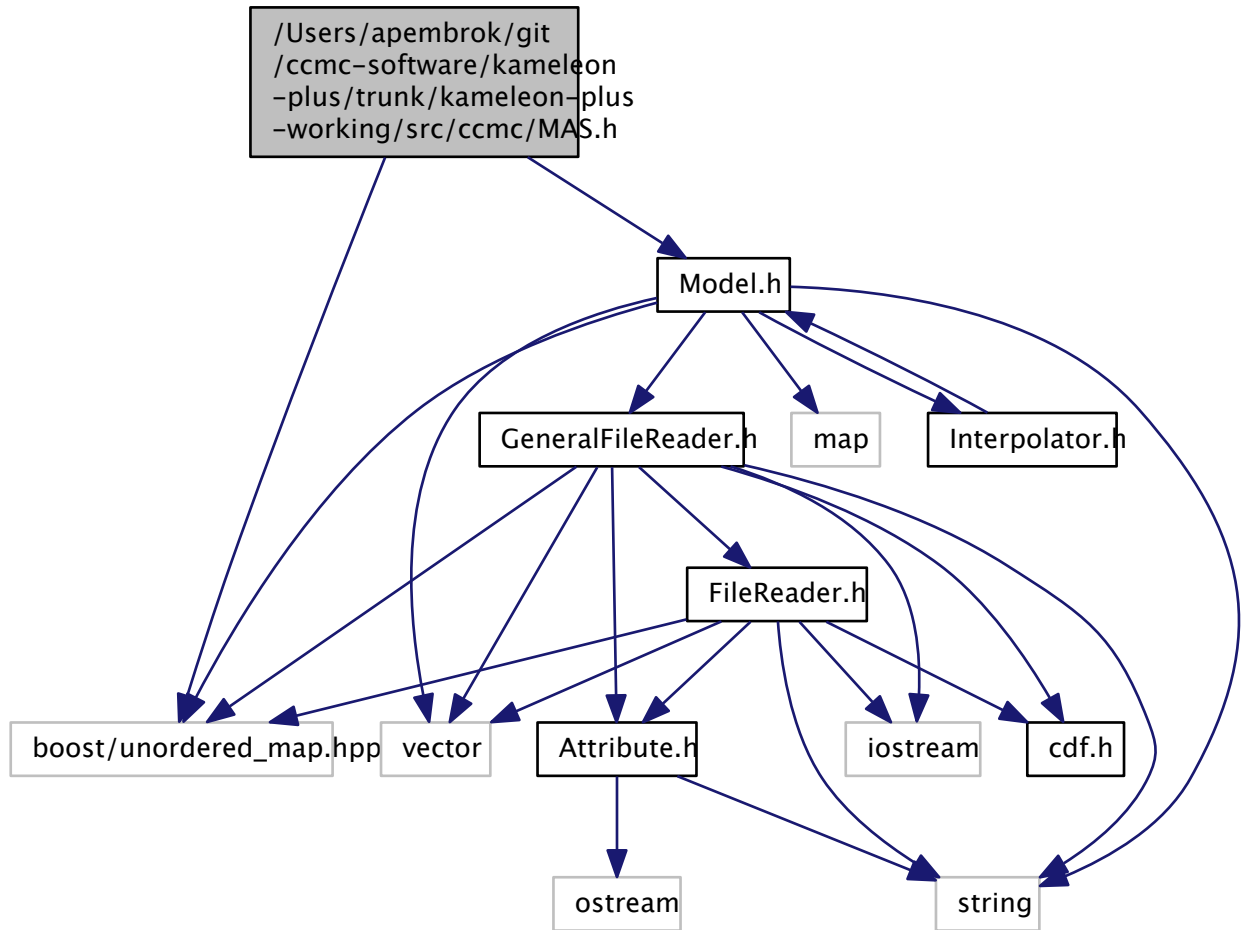 /Users/apembrok/git
/ccmc-software/kameleon
-plus/trunk/kameleon-plus
-working/src/ccmc/MAS.h
Model.h
GeneralFileReader.h
map
Interpolator.h
FileReader.h
boost/unordered_map.hpp
vector
Attribute.h
iostream
cdf.h
ostream
string